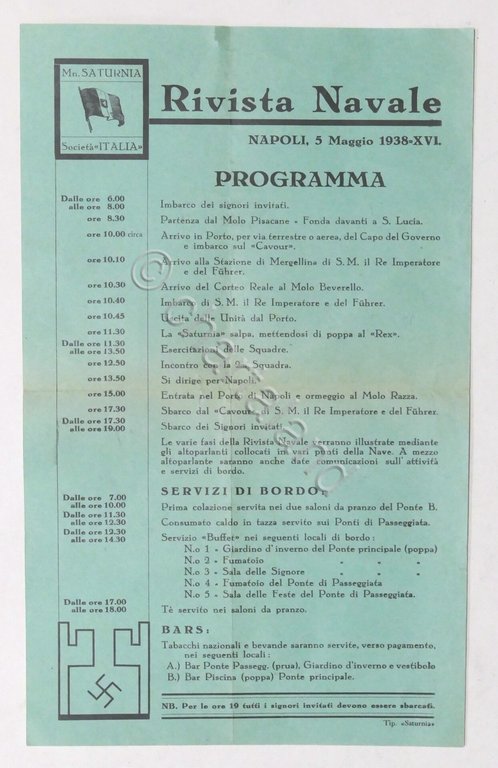 Mn. SATURNIA
Società «ITALIA»
Rivista Navale
NAPOLI, 5 Maggio 1938-XVI.
PROGRAMMA
Dalle ore 6.00
alle ore 8.00 Imbarco dei signori invitati.
ore 8.30 Partenza dal Molo Pisacane - Fonda davanti a S. Lucia.
ore 10.00 circa Arrivo in Porto, per via terrestre o aerea, del Capo del Governo
e imbarco sul «Cavour».
ore 10.10 Arrivo alla Stazione di Mergellina di S. M. il Re Imperatore
e del Führer.
ore 10.30 Arrivo del Corteo Reale al Molo Beverello.
ore 10.40 Imbarco di S. M. il Re Imperatore e del Führer.
ore 10.45 Uscita delle Unità dal Porto.
ore 11.30 La «Saturnia» salpa, mettendosi di poppa al «Rex».
Dalle ore 11.30
alle ore 13.50 Esercitazioni delle Squadre.
ore 12.50 Incontro con la 2a Squadra.
ore 13.50 Si dirige per Napoli.
ore 15.00 Entrata nel Porto di Napoli e ormeggio al Molo Razza.
ore 17.30 Sbarco dal «Cavour» di S. M. il Re Imperatore e del Führer.
Dalle ore 17.30
alle ore 19.00 Sbarco dei Signori invitati.
Le varie fasi della Rivista Navale verranno illustrate mediante
gli altoparlanti collocati in vari punti della Nave. A mezzo
altoparlante saranno anche date comunicazioni sull'attività
e servizi di bordo.
SERVIZI DI BORDO:
Dalle ore 7.00
alle ore 10.00 Prima colazione servita nei due saloni da pranzo del Ponte B.
Dalle ore 11.30
alle ore 12.30 Consumato caldo in tazza servito sui Ponti di Passeggiata.
Dalle ore 12.30
alle ore 14.30 Servizio «Buffet» nei seguenti locali di bordo:
N.o 1 - Giardino d'inverno del Ponte principale (poppa)
N.o 2 - Fumatoio " " "
N.o 3 - Sala delle Signore " " "
N.o 4 - Fumatoio del Ponte di Passeggiata
N.o 5 - Sala delle Feste del Ponte di Passeggiata.
Dalle ore 17.00
alle ore 18.00 Tè servito nei saloni da pranzo.
BARS:
Tabacchi nazionali e bevande saranno servite, verso pagamento,
nei seguenti locali:
A.) Bar Ponte Passegg. (prua), Giardino d'inverno e vestibolo
B.) Bar Piscina (poppa) Ponte principale.
NB. Per le ore 19 tutti i signori invitati devono essere sbarcati.
Tip. «Saturnia»